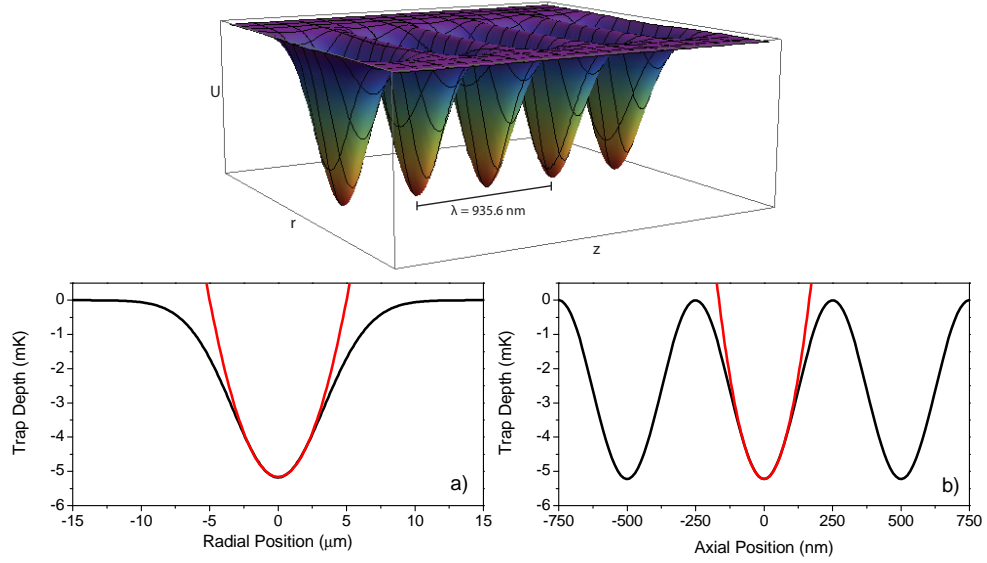 U
r
z
λ = 935.6 nm
0
-1
-2
-3
-4
-5
-6
Trap Depth (mK)
-15
-10
-5
0
5
10
15
Radial Position (μm)
a)
0
-1
-2
-3
-4
-5
-6
Trap Depth (mK)
-750
-500
-250
0
250
500
750
Axial Position (nm)
b)